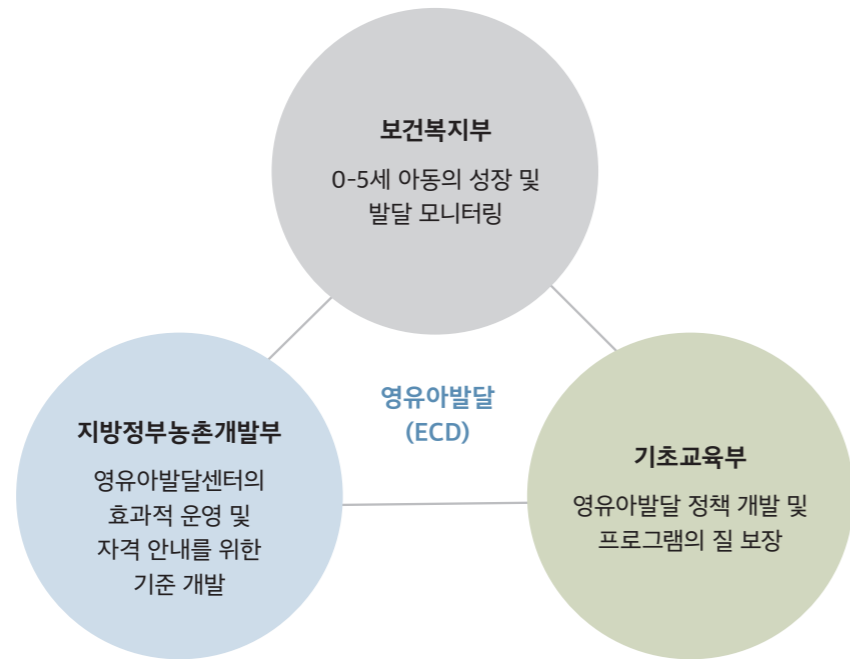 보건복지부
0-5세 아동의 성장 및
발달 모니터링
영유아발달
(ECD)
지방정부농촌개발부
영유아발달센터의
효과적 운영 및
자격 안내를 위한
기준 개발
기초교육부
영유아발달 정책 개발 및
프로그램의 질 보장